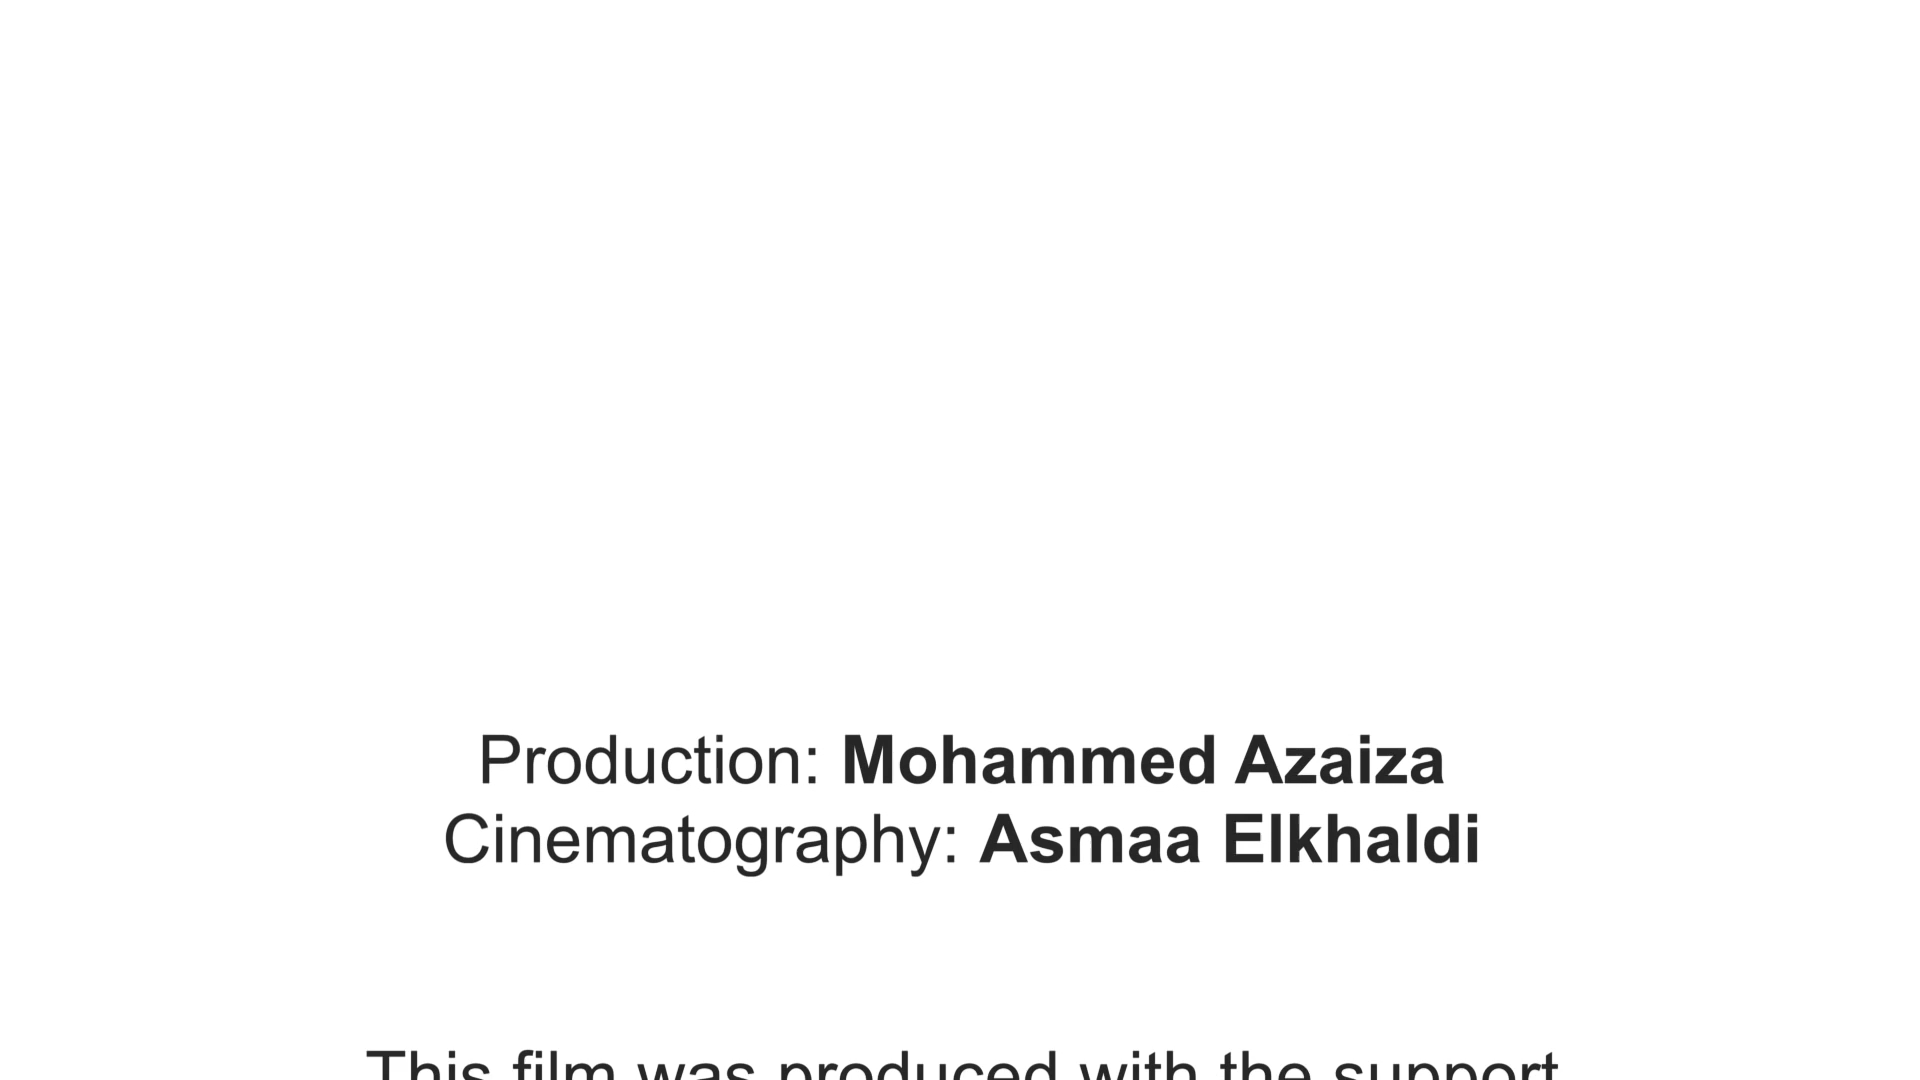 Production: Mohammed Azaiza
Cinematography: Asmaa Elkhaldi
This film was produced with the support